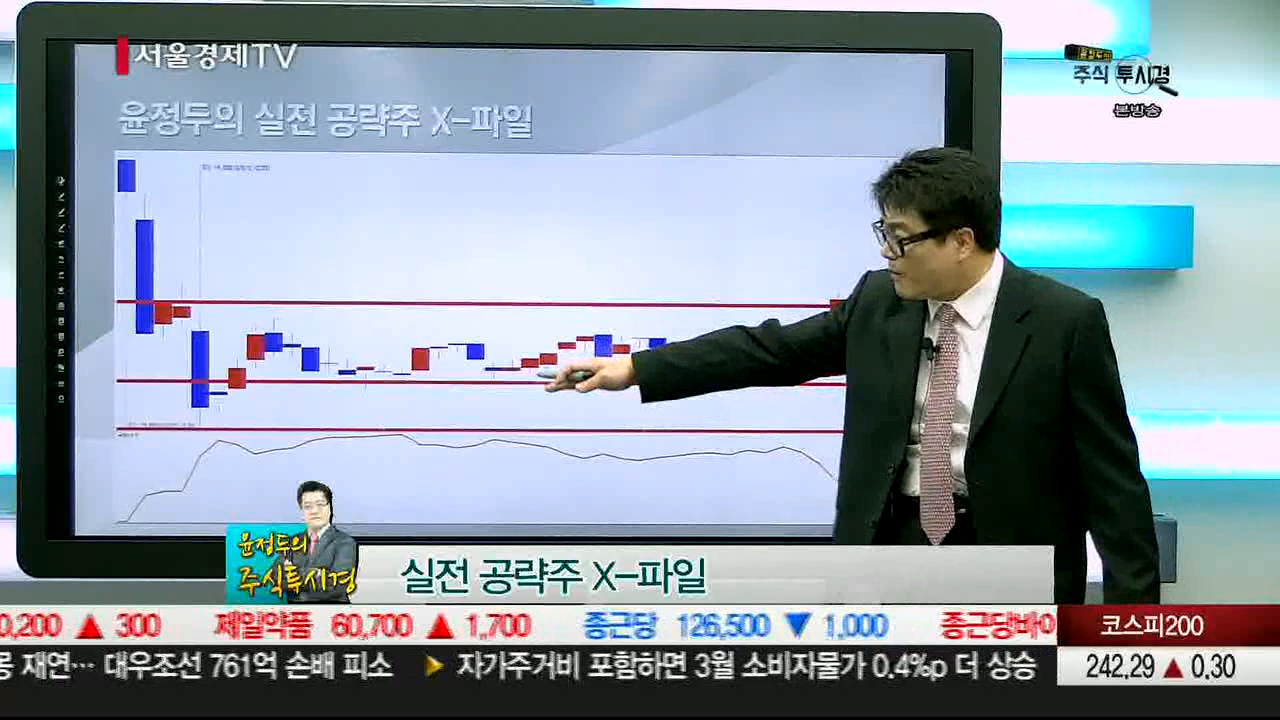 서울경제TV
윤정두의
주식 투시경
본방송
윤정두의 실전 공략주 X-파일
윤정두의
주식투시경
실전 공략주 X-파일
0,200 ▲ 300 제일약품 60,700 ▲ 1,700 종근당 126,500 ▼ 1,000 종근당바이
코스피200
재연… 대우조선 761억 손배 피소 ▶ 자가주거비 포함하면 3월 소비자물가 0.4%p 더 상승
242.29 ▲ 0.30